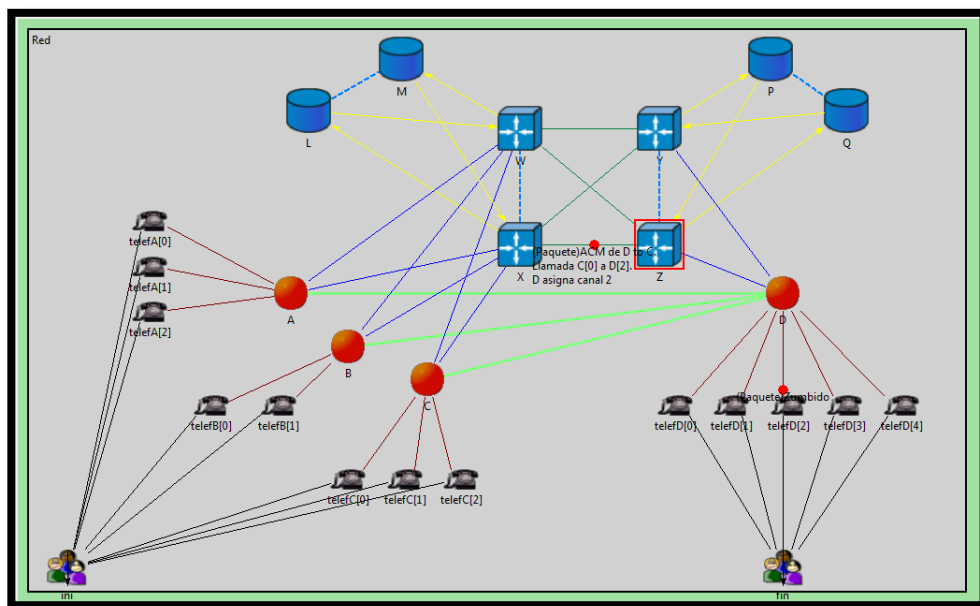 Red
M
P
L
Q
W
Y
X
Z
(Paquete)ACM de D to C.
Llamada C[0] a D[2].
D asigna canal 2
telefA[0]
telefA[1]
telefA[2]
A
D
B
C
(Paquete)Zumbido
telefB[0]
telefB[1]
telefD[0]
telefD[1]
telefD[2]
telefD[3]
telefD[4]
telefC[0]
telefC[1]
telefC[2]
ini
fin